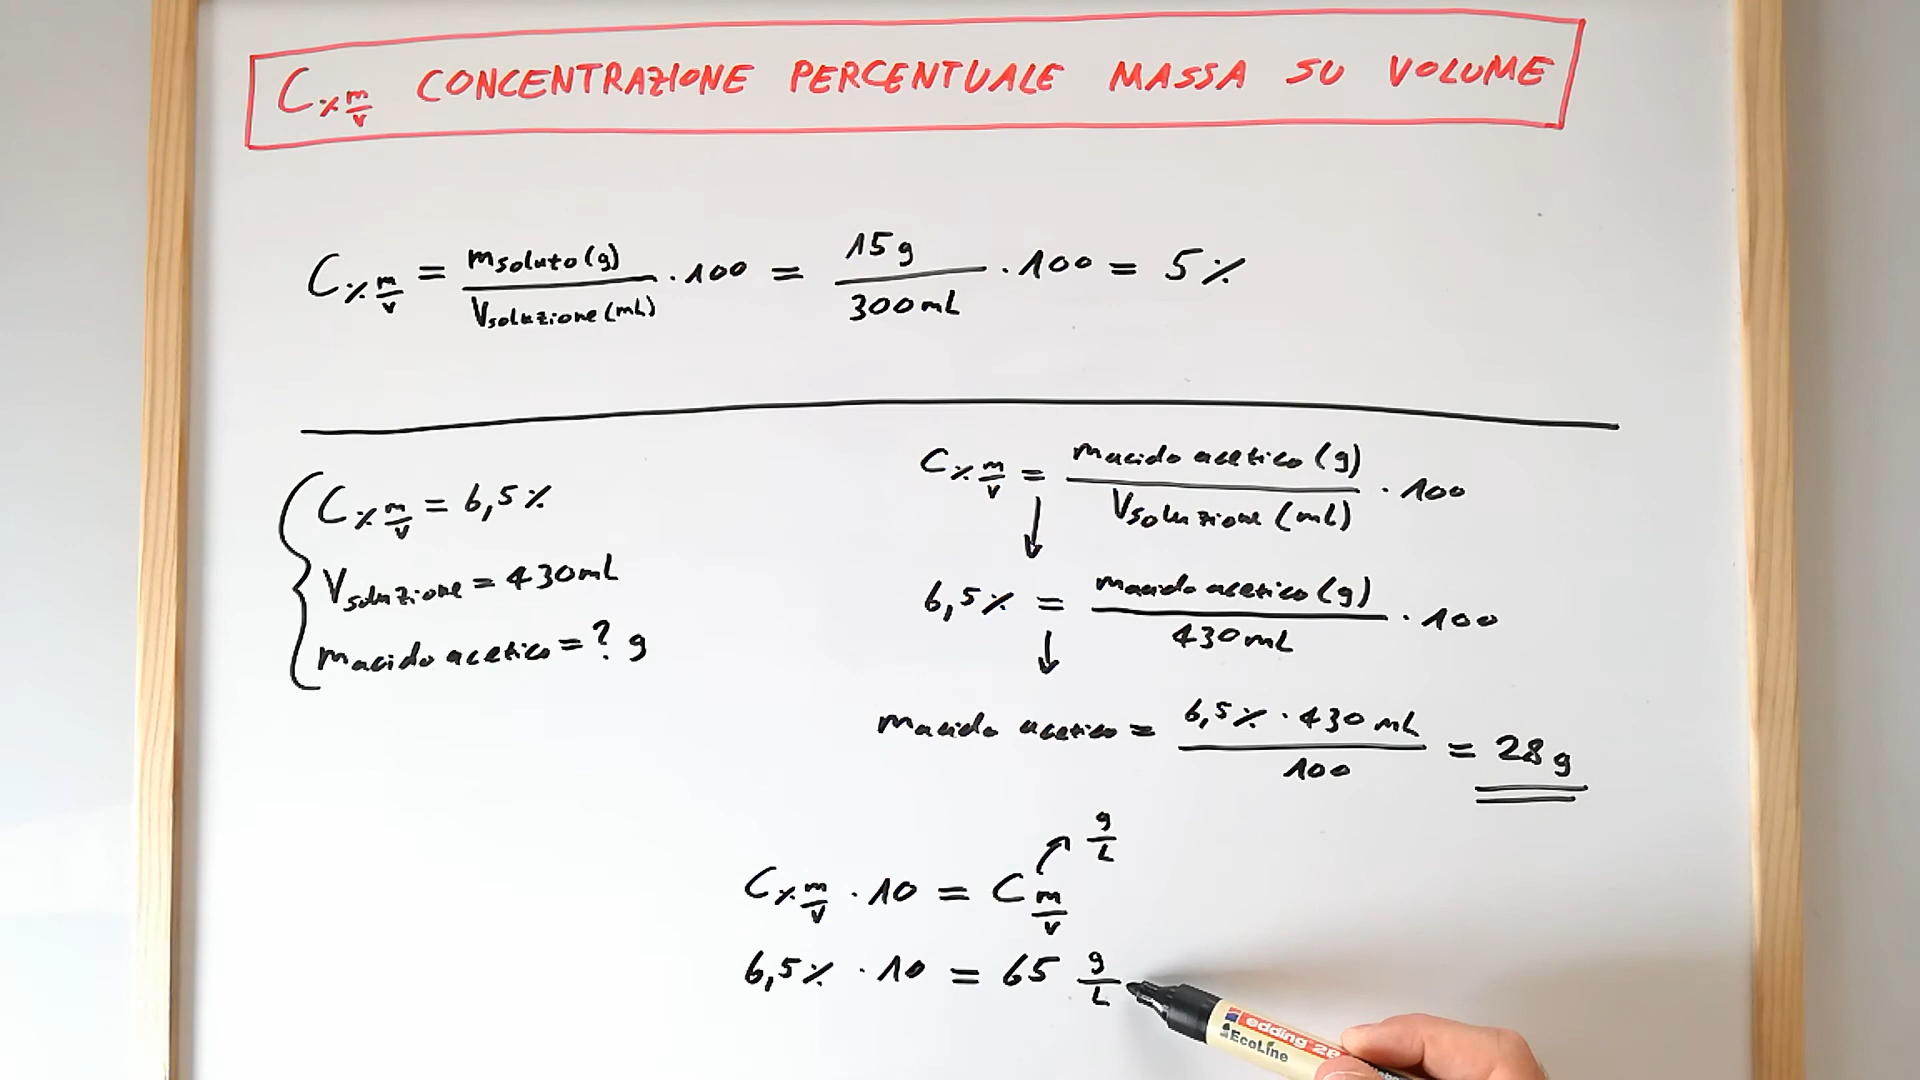 C%m/v CONCENTRAZIONE PERCENTUALE MASSA SU VOLUME
C%m/v = msoluto(g)/Vsoluzione(mL) · 100 = 15g/300mL · 100 = 5%
C%m/v = 6,5%
Vsoluzione = 430mL
macido acetico = ? g
C%m/v = macido acetico (g)/Vsoluzione (mL) · 100
↓
6,5% = macido acetico (g)/430mL · 100
↓
macido acetico = 6,5% · 430 mL/100 = 28g
g/L
C%m/v · 10 = Cm/v
6,5% · 10 = 65 g/L
edding 28
EcoLine